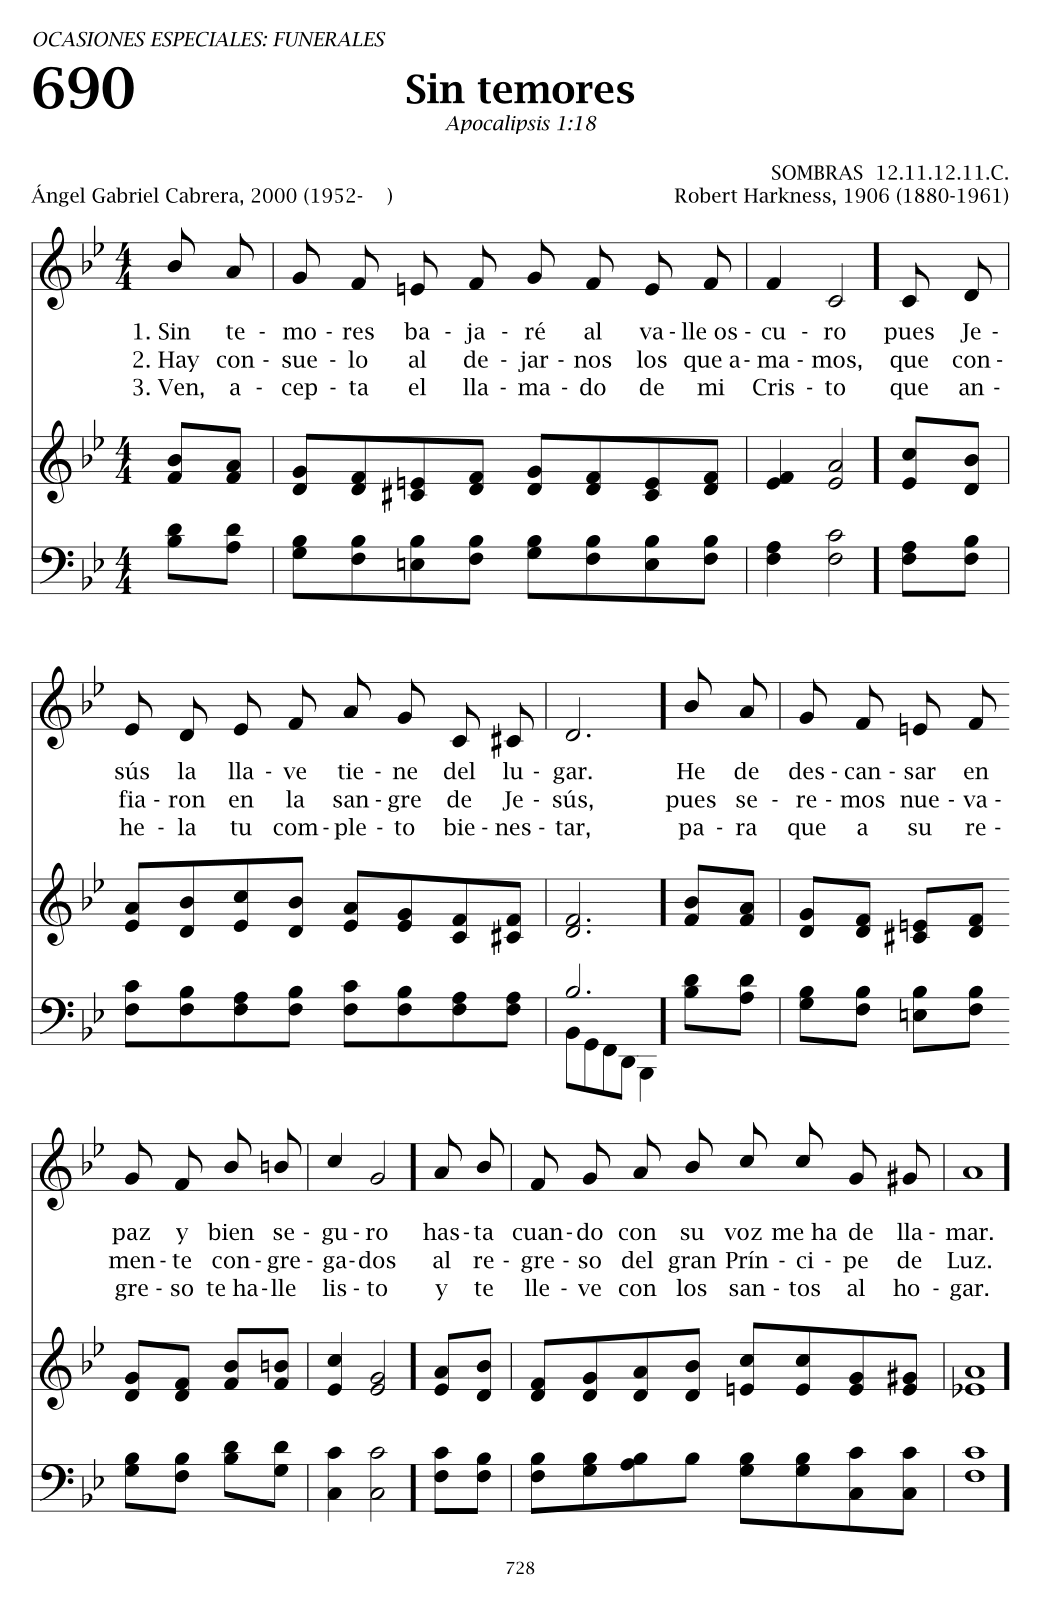 OCASIONES ESPECIALES: FUNERALES
690
Sin temores
Apocalipsis 1:18
SOMBRAS 12.11.12.11.C.
Ángel Gabriel Cabrera, 2000 (1952- )
Robert Harkness, 1906 (1880-1961)
1. Sin te - mo - res ba - ja - ré al va - lle os - cu - ro pues Je -
2. Hay con - sue - lo al de - jar - nos los que a - ma - mos, que con -
3. Ven, a - cep - ta el lla - ma - do de mi Cris - to que an -
sús la lla - ve tie - ne del lu - gar. He de des - can - sar en
fia - ron en la san - gre de Je - sús, pues se - re - mos nue - va -
he - la tu com - ple - to bie - nes - tar, pa - ra que a su re -
paz y bien se - gu - ro has - ta cuan - do con su voz me ha de lla - mar.
men - te con - gre - ga - dos al re - gre - so del gran Prín - ci - pe de Luz.
gre - so te ha - lle lis - to y te lle - ve con los san - tos al ho - gar.
728